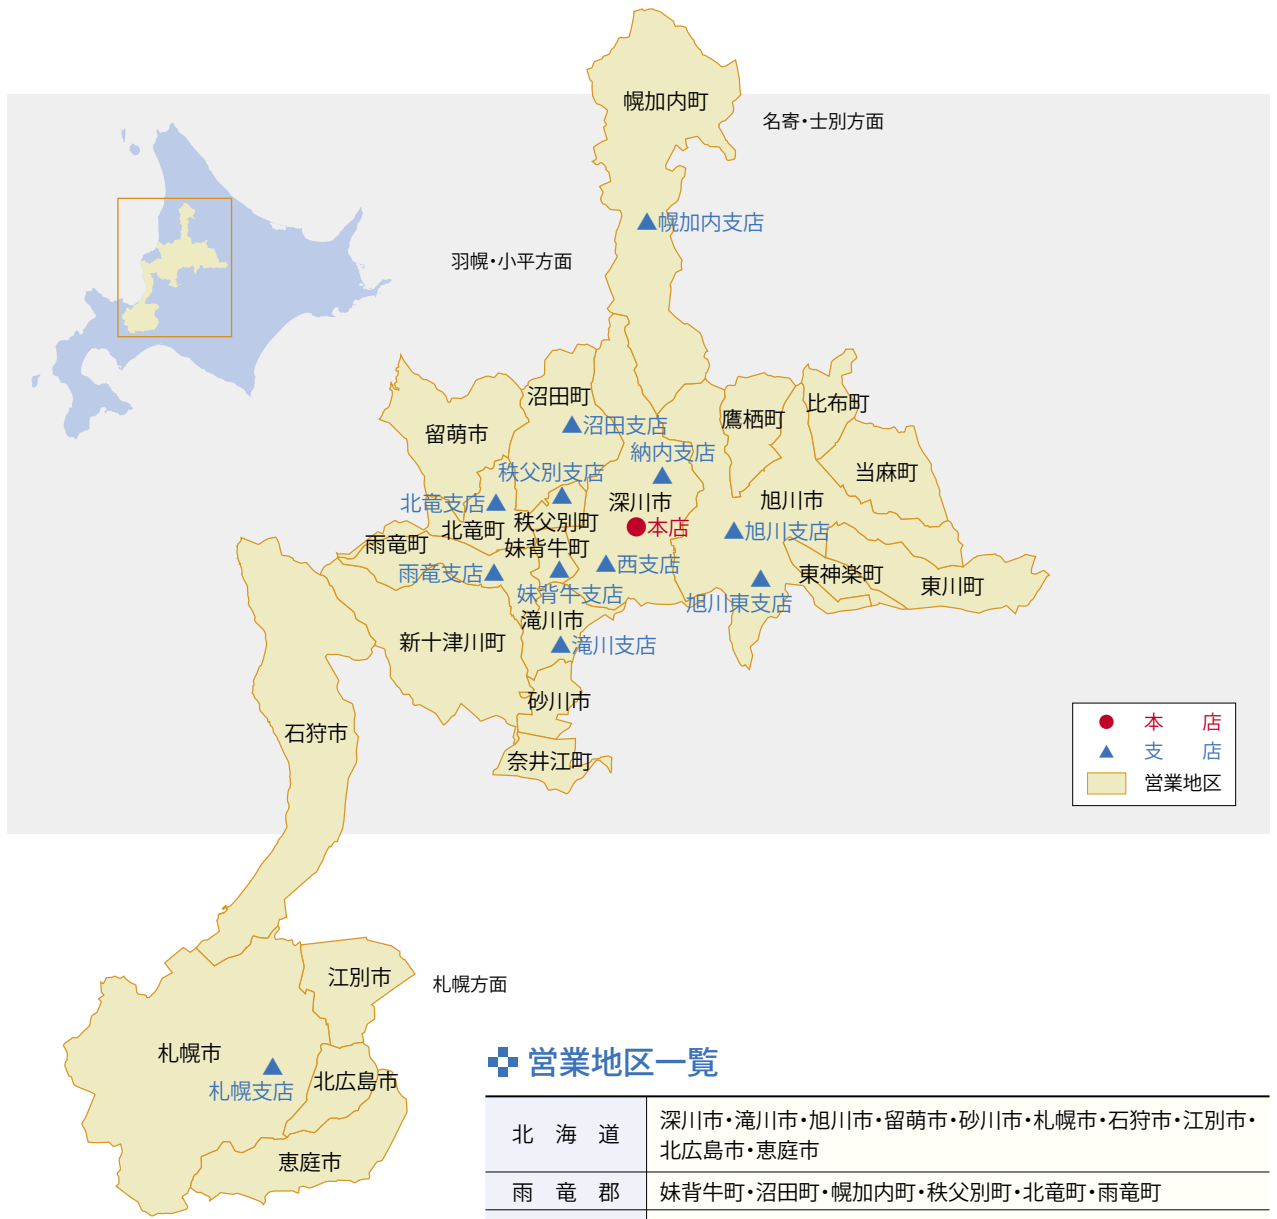 幌加内町
名寄・士別方面
幌加内支店
羽幌・小平方面
沼田町
比布町
鷹栖町
沼田支店
留萌市
納内支店
秩父別支店
当麻町
北竜支店
深川市
旭川市
秩父別町
北竜町
本店
旭川支店
雨竜町
妹背牛町
西支店
雨竜支店
東神楽町
東川町
妹背牛支店
旭川東支店
滝川市
新十津川町
滝川支店
砂川市
石狩市
奈井江町
本　店
支　店
営業地区
江別市
札幌方面
札幌市
札幌支店
北広島市
恵庭市
営業地区一覧
北 海 道
深川市・滝川市・旭川市・留萌市・砂川市・札幌市・石狩市・江別市・
北広島市・恵庭市
雨 竜 郡
妹背牛町・沼田町・幌加内町・秩父別町・北竜町・雨竜町